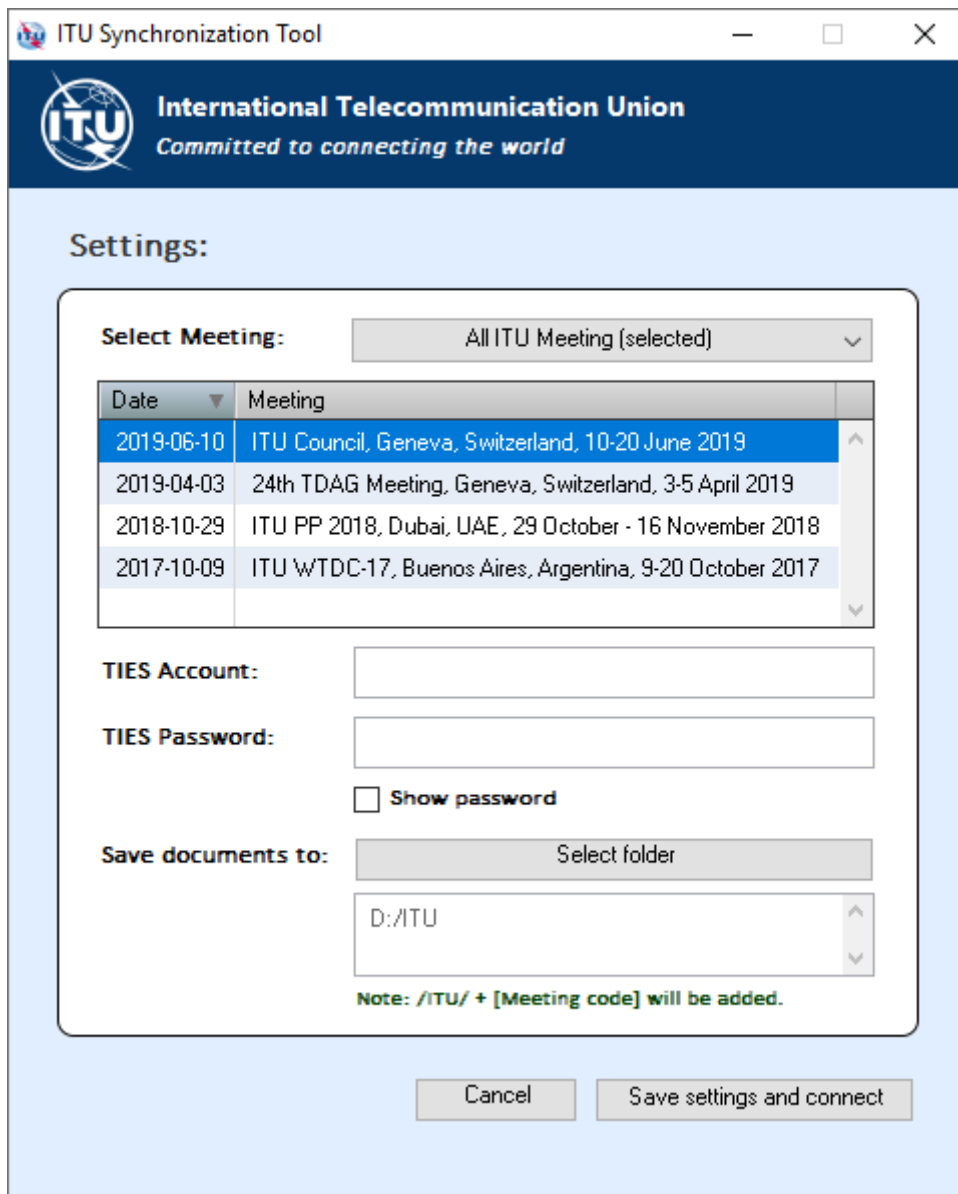 ITU Synchronization Tool
ITU
International Telecommunication Union
Committed to connecting the world
Settings:
Select Meeting: All ITU Meeting (selected)
Date Meeting
2019-06-10 ITU Council, Geneva, Switzerland, 10-20 June 2019
2019-04-03 24th TDAG Meeting, Geneva, Switzerland, 3-5 April 2019
2018-10-29 ITU PP 2018, Dubai, UAE, 29 October - 16 November 2018
2017-10-09 ITU WTDC-17, Buenos Aires, Argentina, 9-20 October 2017
TIES Account:
TIES Password:
Show password
Save documents to: Select folder
D:/ITU
Note: /ITU/ + [Meeting code] will be added.
Cancel Save settings and connect